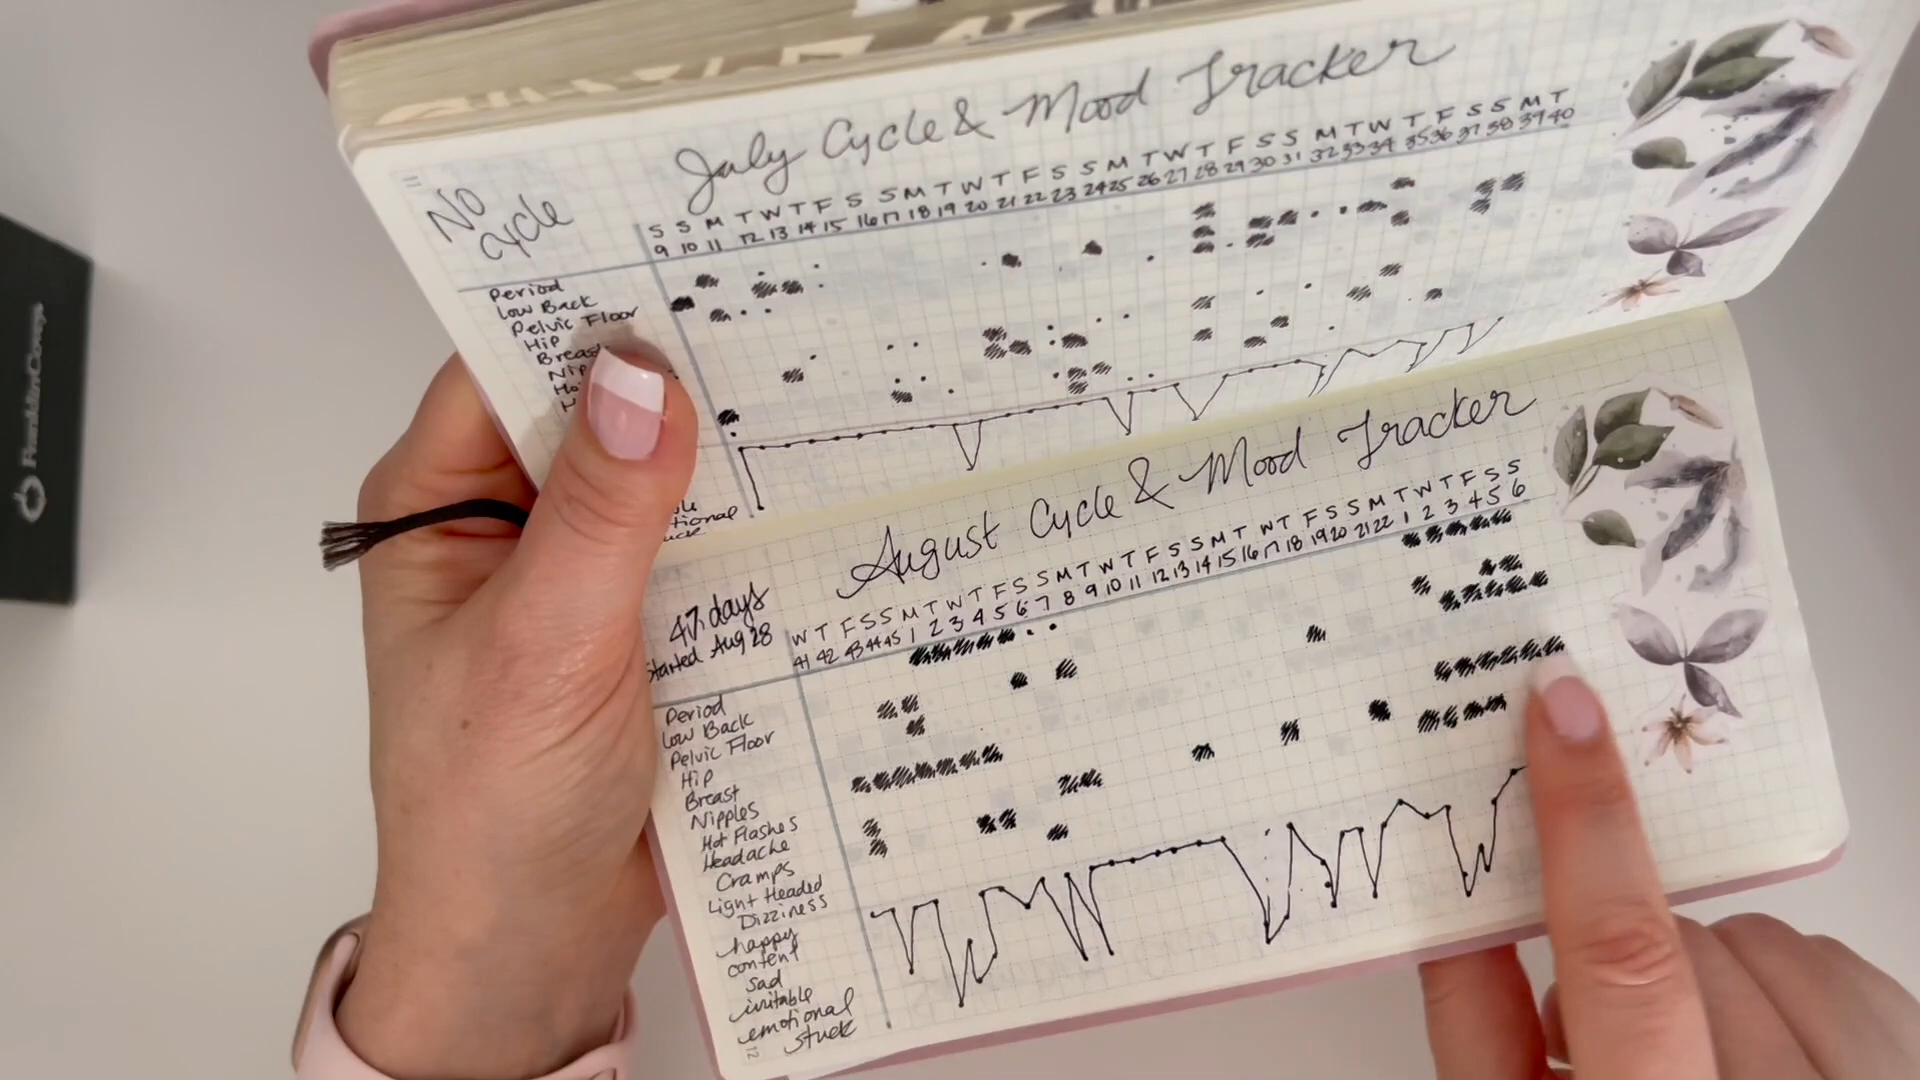 FranklinCovey
11
July Cycle & Mood Tracker
No
Cycle
S S M T W T F S S M T W T F S S M T W T F S S M T W T F S S M T
9 10 11 12 13 14 15 16 17 18 19 20 21 22 23 24 25 26 27 28 29 30 31 32 33 34 35 36 37 38 39 40
Period
Low Back
Pelvic Floor
Hip
August Cycle & Mood Tracker
47 days
Started Aug 28
W T F S S M T W T F S S M T W T F S S M T W T F S S M T W T F S S
41 42 43 44 45 1 2 3 4 5 6 7 8 9 10 11 12 13 14 15 16 17 18 19 20 21 22 1 2 3 4 5 6
Period
Low Back
Pelvic Floor
Hip
Breast
Nipples
Hot Flashes
Headache
Cramps
Light Headed
Dizziness
happy
content
sad
irritable
emotional
stuck
12